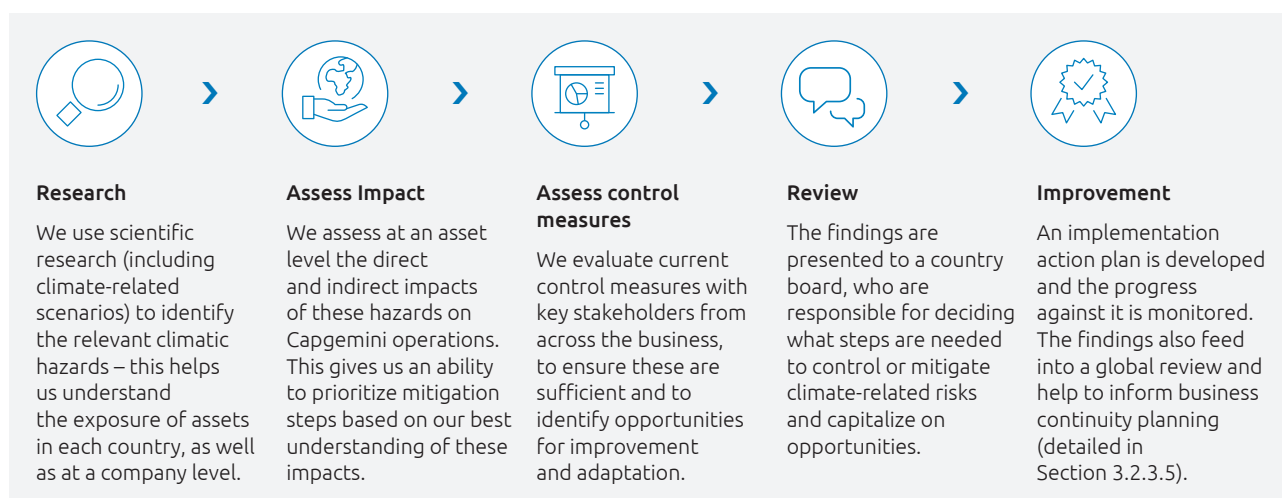 Research
We use scientific
research (including
climate-related
scenarios) to identify
the relevant climatic
hazards – this helps
us understand
the exposure of assets
in each country, as well
as at a company level.
Assess Impact
We assess at an asset
level the direct
and indirect impacts
of these hazards on
Capgemini operations.
This gives us an ability
to prioritize mitigation
steps based on our best
understanding of these
impacts.
Assess control
measures
We evaluate current
control measures with
key stakeholders from
across the business,
to ensure these are
sufficient and to
identify opportunities
for improvement
and adaptation.
Review
The findings are
presented to a country
board, who are
responsible for deciding
what steps are needed
to control or mitigate
climate-related risks
and capitalize on
opportunities.
Improvement
An implementation
action plan is developed
and the progress
against it is monitored.
The findings also feed
into a global review and
help to inform business
continuity planning
(detailed in
Section 3.2.3.5).